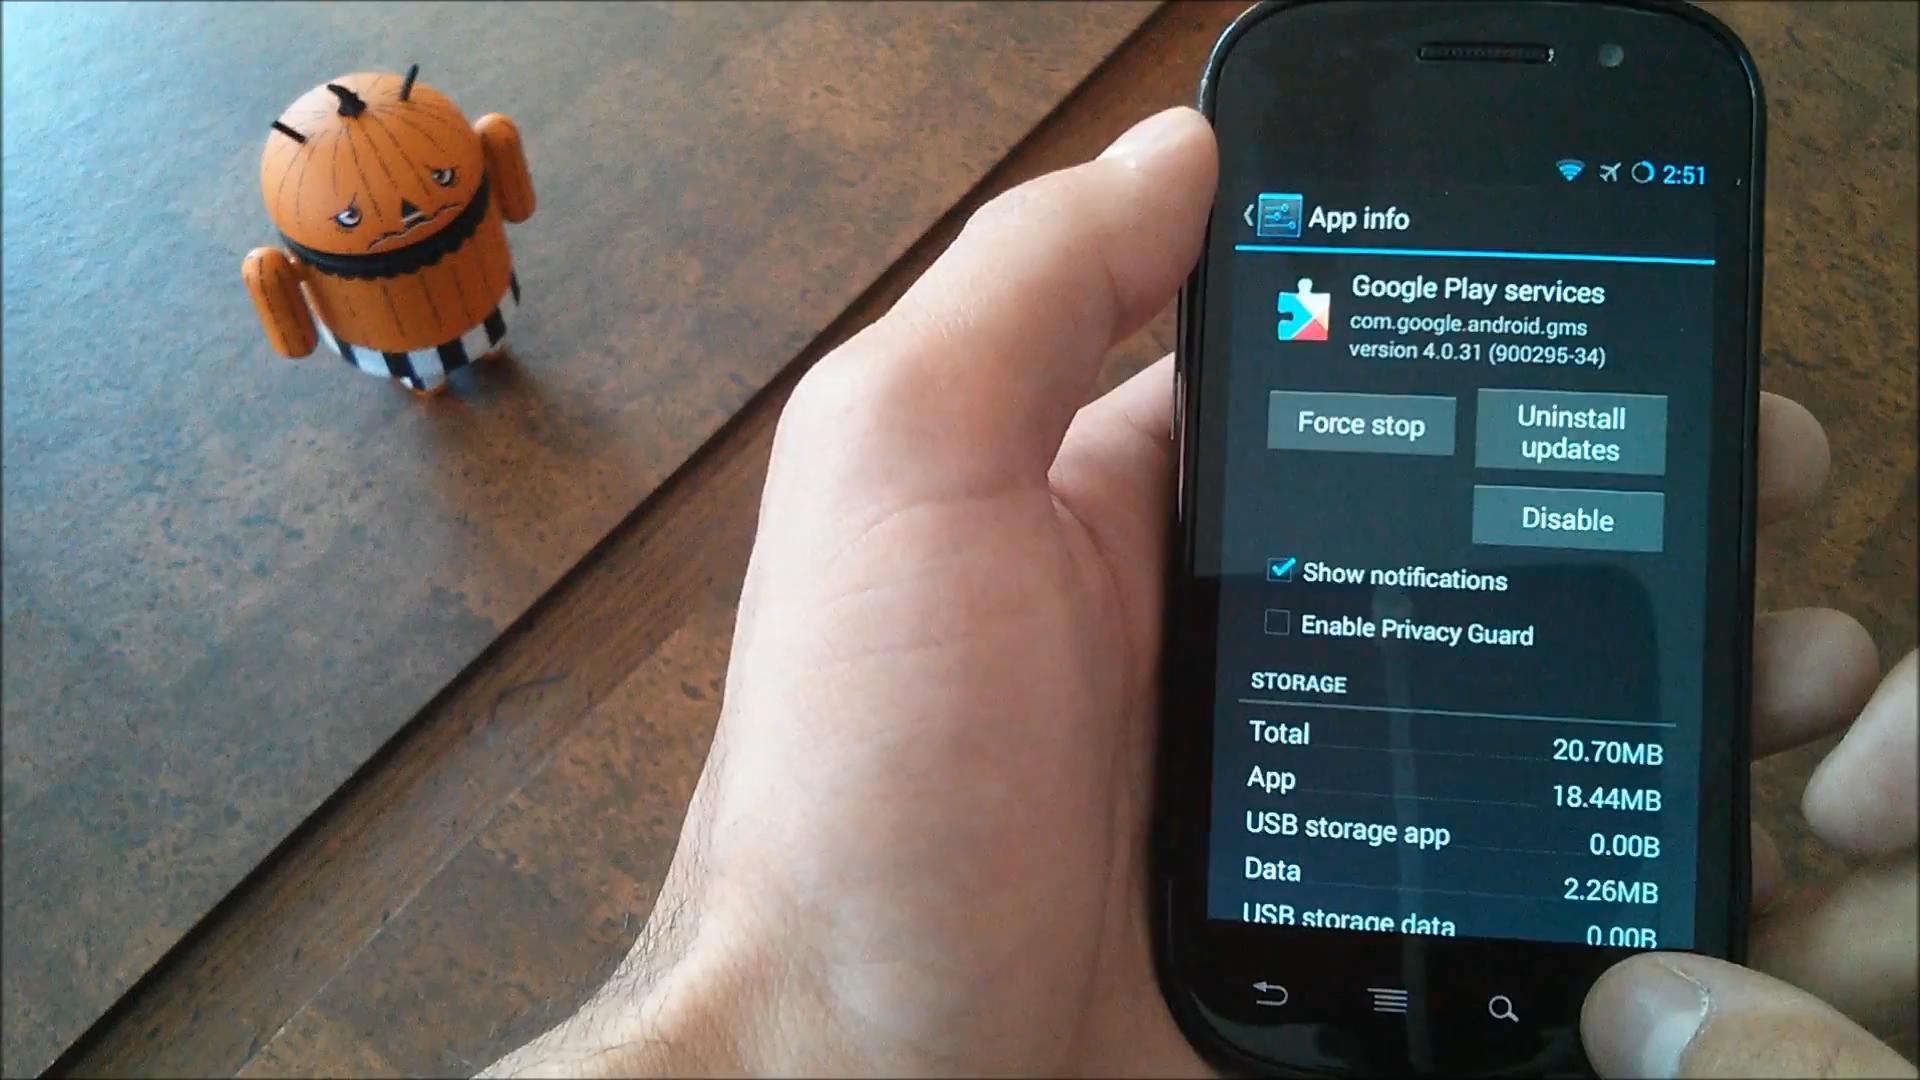 2:51
App info
Google Play services
com.google.android.gms
version 4.0.31 (900295-34)
Force stop
Uninstall
updates
Disable
Show notifications
Enable Privacy Guard
STORAGE
Total 20.70MB
App 18.44MB
USB storage app 0.00B
Data 2.26MB
USB storage data 0.00B